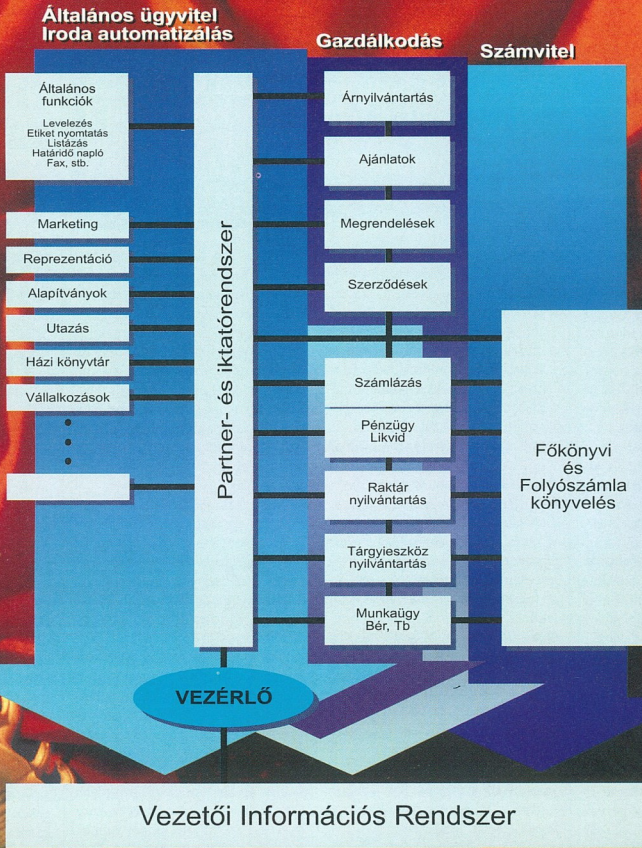 Általános ügyvitel
Iroda automatizálás
Gazdálkodás
Számvitel
Általános
funkciók
Levelezés
Etiket nyomtatás
Listázás
Határidő napló
Fax, stb.
Marketing
Reprezentáció
Alapítványok
Utazás
Házi könyvtár
Vállalkozások
Partner- és iktatórendszer
Árnyilvántartás
Ajánlatok
Megrendelések
Szerződések
Számlázás
Pénzügy
Likvid
Raktár
nyilvántartás
Tárgyieszköz
nyilvántartás
Munkaügy
Bér, Tb
Főkönyvi
és
Folyószámla
könyvelés
VEZÉRLŐ
Vezetői Információs Rendszer